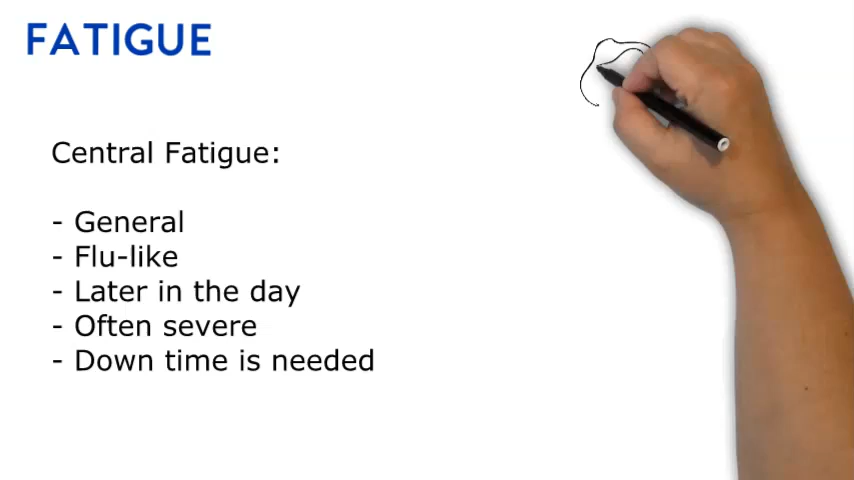 FATIGUE
Central Fatigue:
- General
- Flu-like
- Later in the day
- Often severe
- Down time is needed